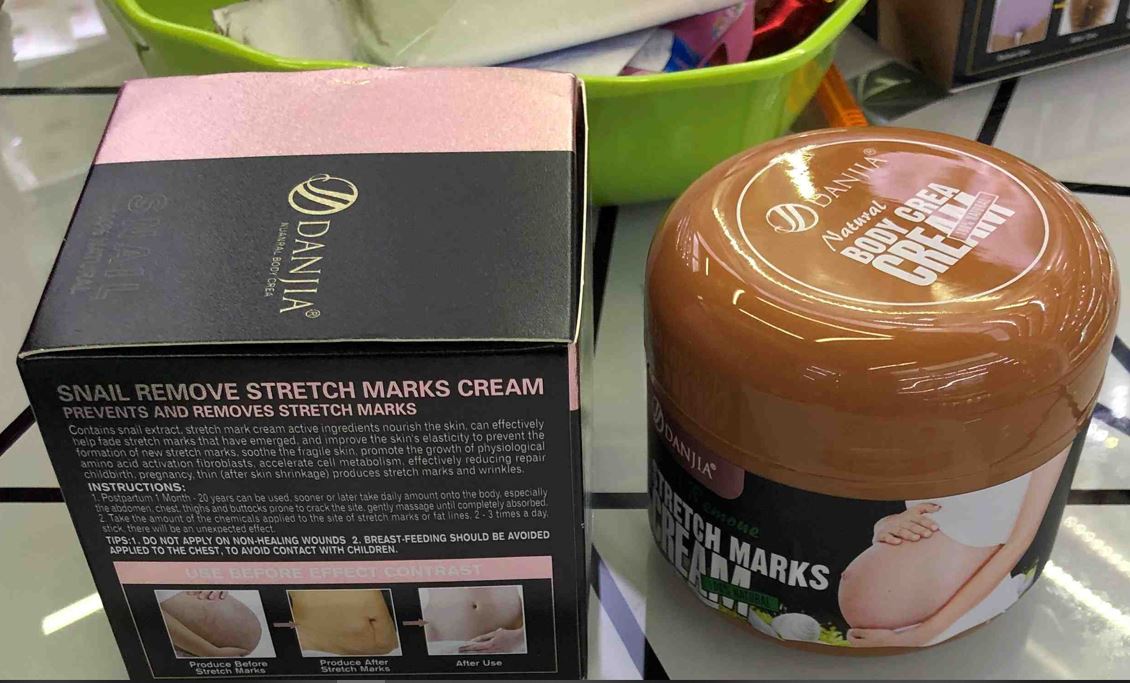 DANJIA®
NUANRAL BODY CREA
SNAIL
100% NATURAL
SNAIL REMOVE STRETCH MARKS CREAM
PREVENTS AND REMOVES STRETCH MARKS
Contains snail extract, stretch mark cream active ingredients nourish the skin, can effectively
help fade stretch marks that have emerged, and improve the skin's elasticity to prevent the
formation of new stretch marks, soothe the fragile skin, promote the growth of physiological
amino acid activation fibroblasts, accelerate cell metabolism, effectively reducing repair
childbirth, pregnancy, thin (after skin shrinkage) produces stretch marks and wrinkles.
INSTRUCTIONS:
1. Postpartum 1 Month - 20 years can be used, sooner or later take daily amount onto the body, especially
the abdomen, chest, thighs and buttocks prone to crack the site, gently massage until completely absorbed.
2. Take the amount of the chemicals applied to the site of stretch marks or fat lines, 2 - 3 times a day,
stick, there will be an unexpected effect.
TIPS:1. DO NOT APPLY ON NON-HEALING WOUNDS 2. BREAST-FEEDING SHOULD BE AVOIDED
APPLIED TO THE CHEST, TO AVOID CONTACT WITH CHILDREN.
USE BEFORE EFFECT CONTRAST
Produce Before
Stretch Marks
Produce After
Stretch Marks
After Use
DANJIA®
Natural
BODY CREA
CREAM
DANJIA®
STRETCH MARKS
CREAM
100% NATURAL